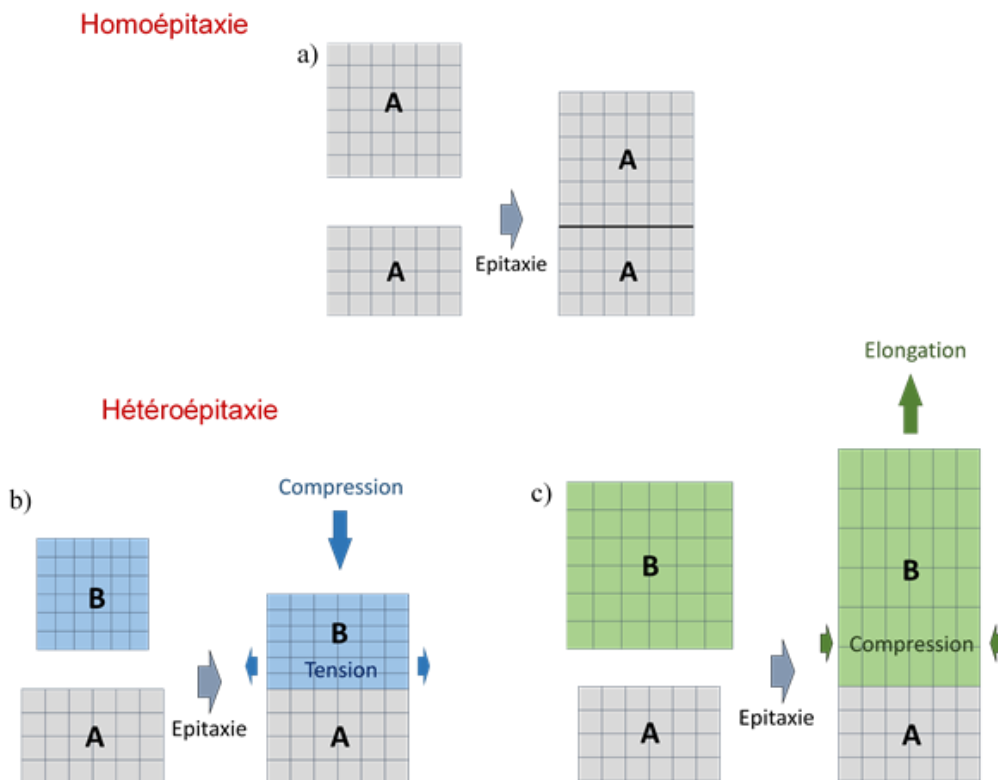 Homoépitaxie
a)
A
A
A
Epitaxie
A
Elongation
Hétéroépitaxie
b)
Compression
c)
B
B
B
B
Tension
Compression
A
Epitaxie
A
Epitaxie
A